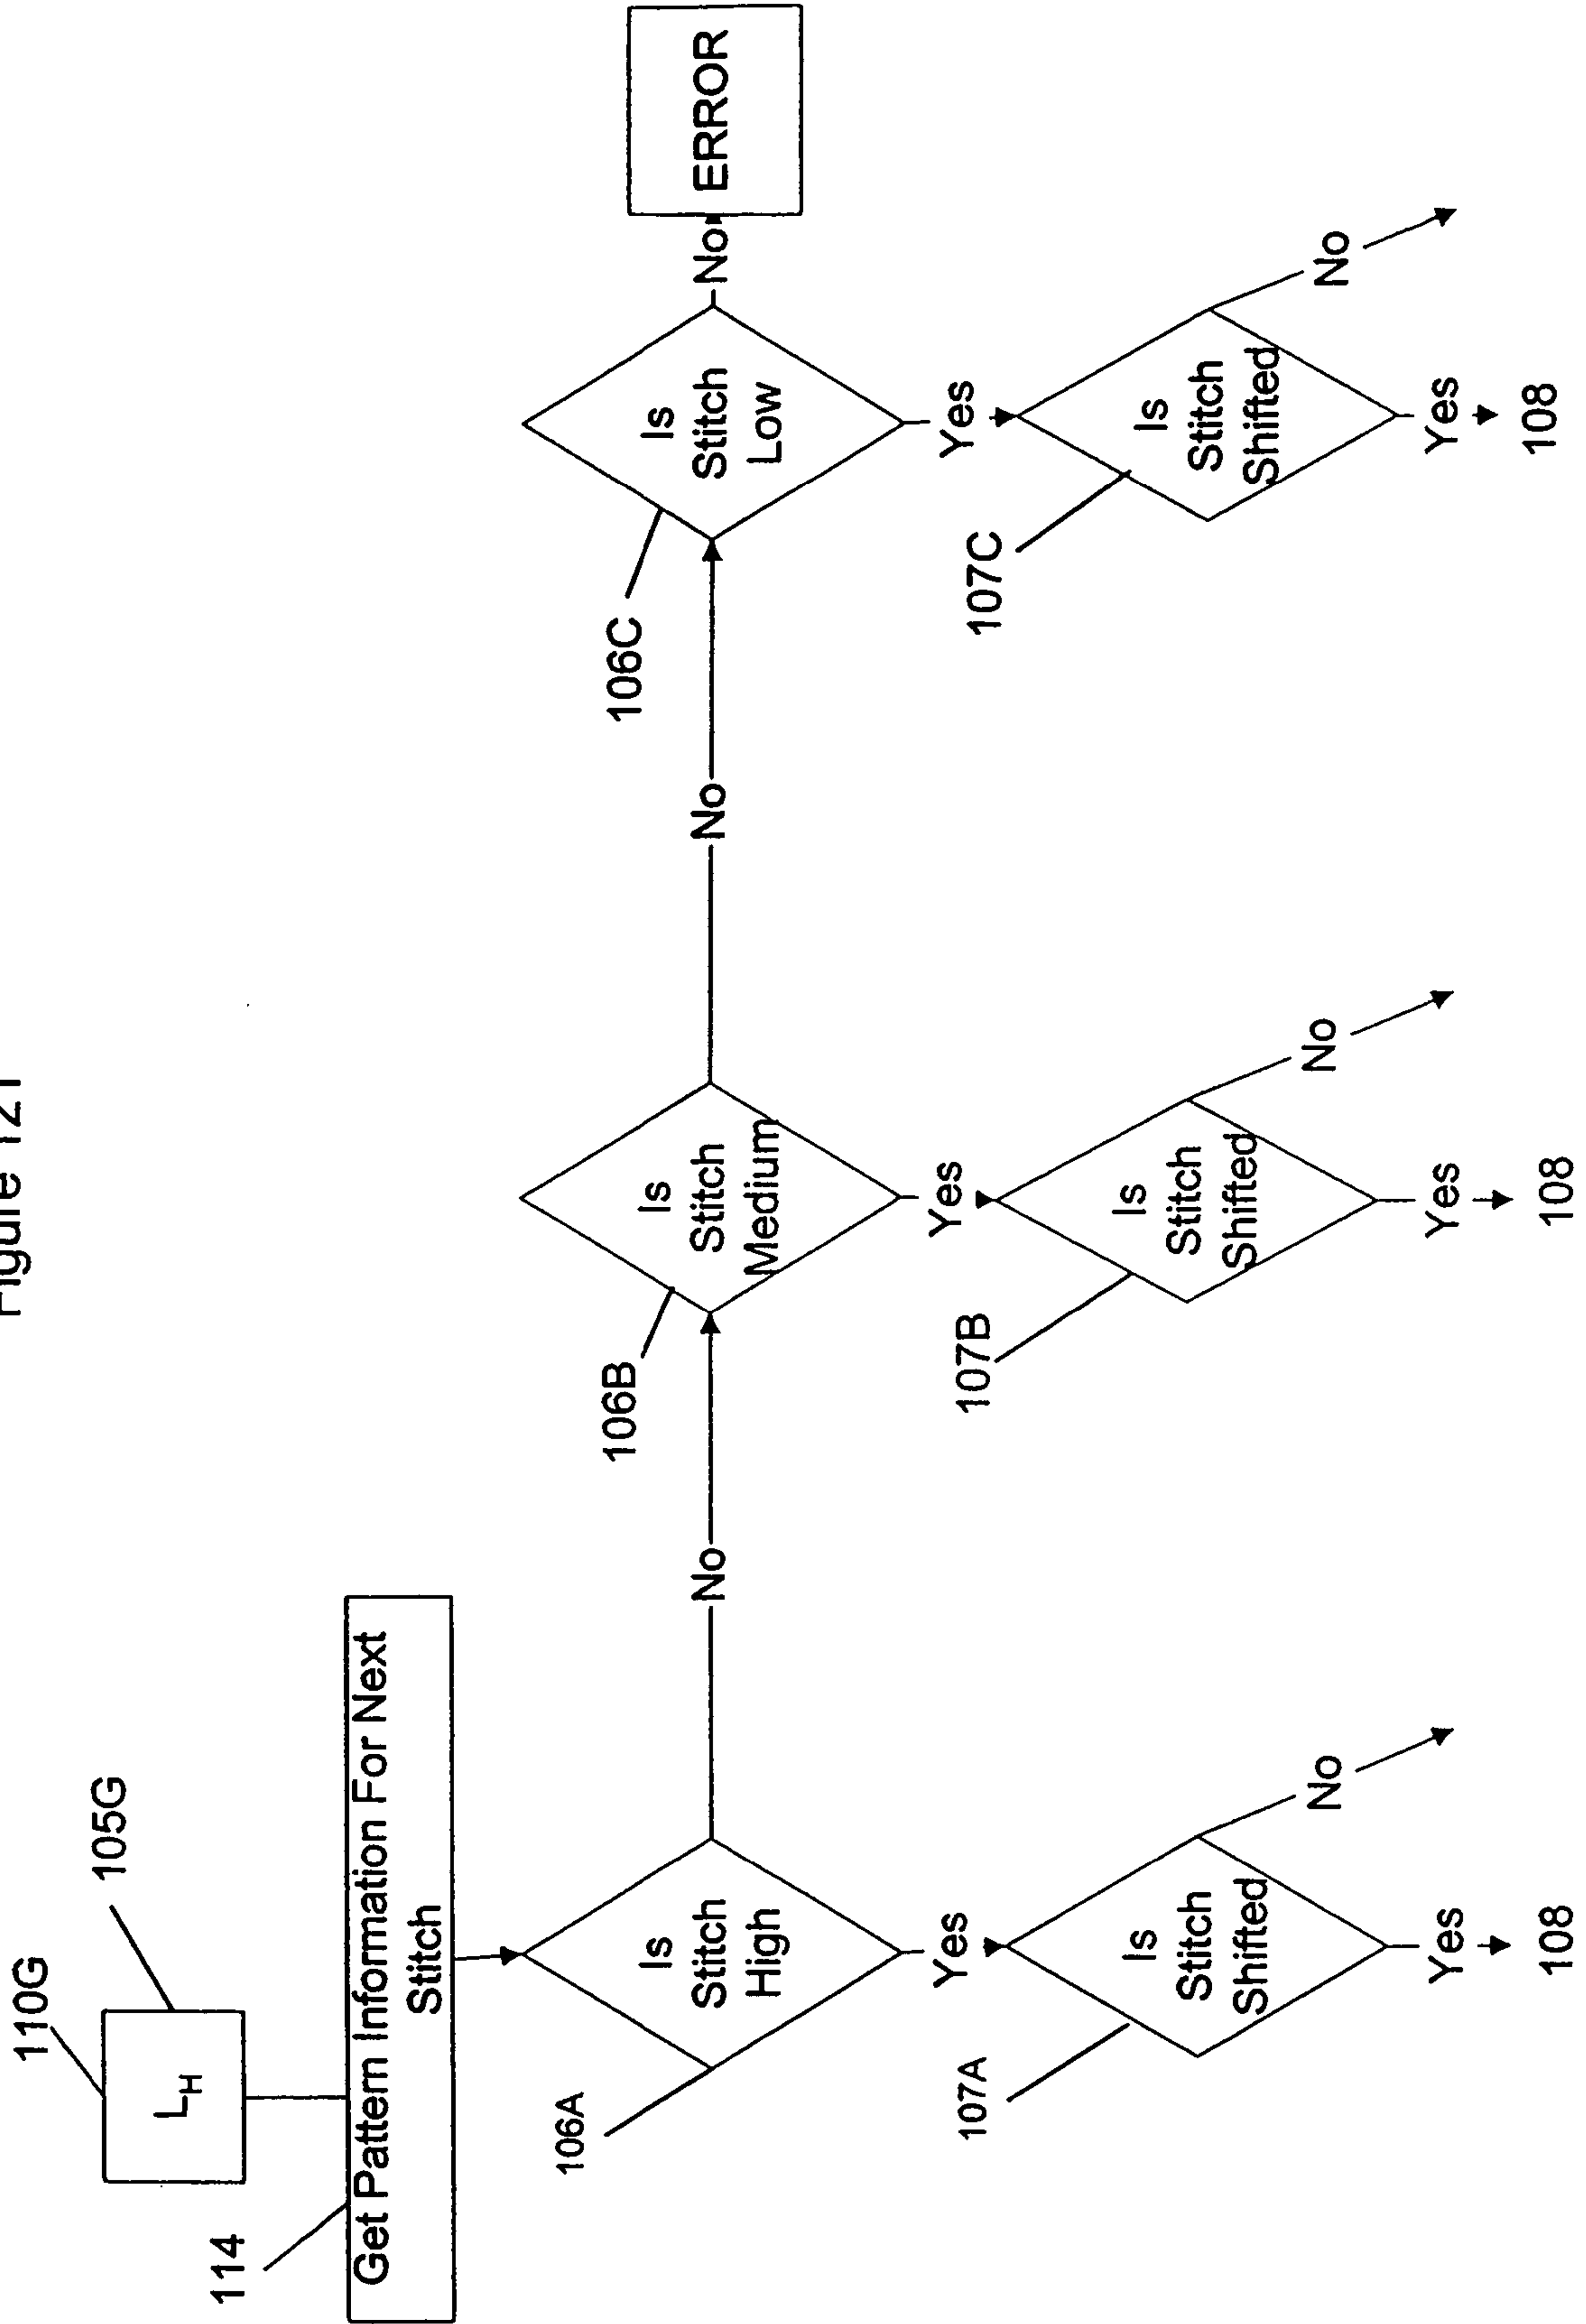 Figure
110G
105G
L_H
114
Get Pattern Information For Next
Stitch
106A
Is
Stitch
High
No
106B
Is
Stitch
Medium
No
106C
Is
Stitch
Low
No
ERROR
Yes
Yes
Yes
107A
Is
Stitch
Shifted
No
107B
Is
Stitch
Shifted
No
107C
Is
Stitch
Shifted
No
Yes
Yes
Yes
108
108
108